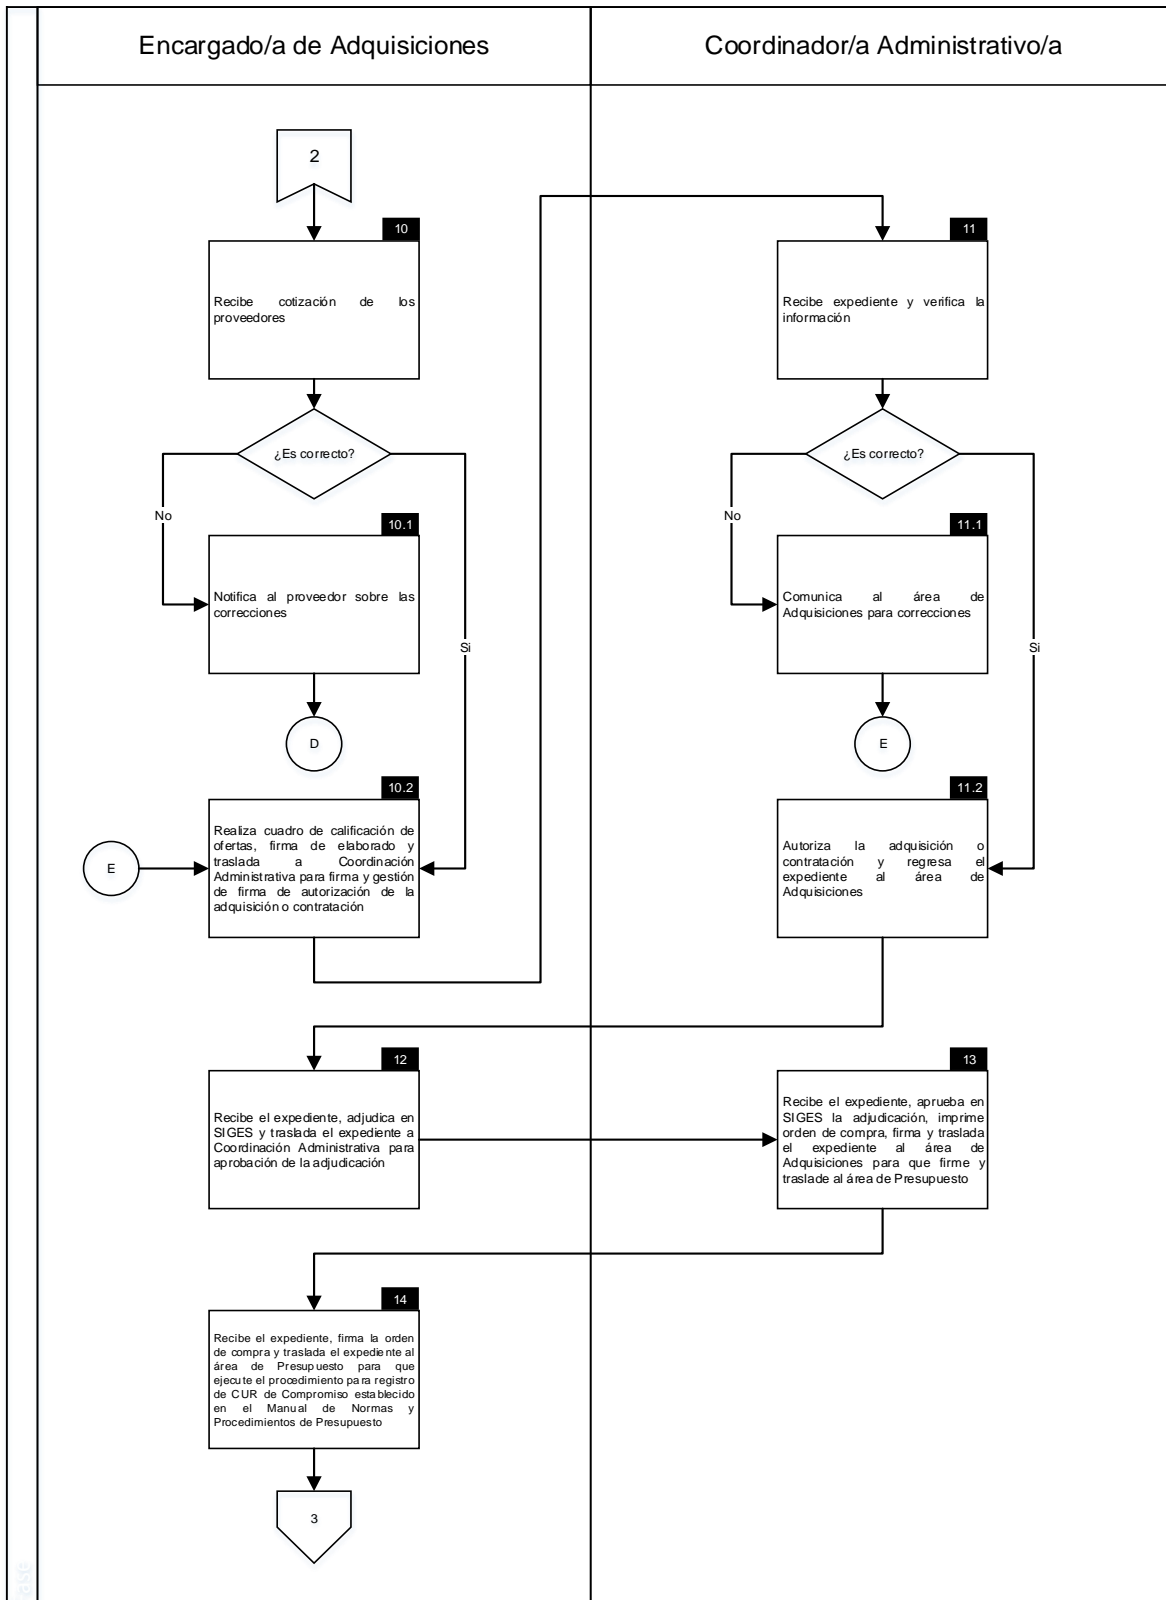 Encargado/a de Adquisiciones
Coordinador/a Administrativo/a
2
10
Recibe cotización de los
proveedores
¿Es correcto?
No
Si
10.1
Notifica al proveedor sobre las
correcciones
D
10.2
E
Realiza cuadro de calificación de
ofertas, firma de elaborado y
traslada a Coordinación
Administrativa para firma y gestión
de firma de autorización de la
adquisición o contratación
11
Recibe expediente y verifica la
información
¿Es correcto?
No
Si
11.1
Comunica al área de
Adquisiciones para correcciones
E
11.2
Autoriza la adquisición o
contratación y regresa el
expediente al área de
Adquisiciones
12
Recibe el expediente, adjudica en
SIGES y traslada el expediente a
Coordinación Administrativa para
aprobación de la adjudicación
13
Recibe el expediente, aprueba en
SIGES la adjudicación, imprime
orden de compra, firma y traslada
el expediente al área de
Adquisiciones para que firme y
traslade al área de Presupuesto
14
Recibe el expediente, firma la orden
de compra y traslada el expediente al
área de Presupuesto para que
ejecute el procedimiento para registro
de CUR de Compromiso establecido
en el Manual de Normas y
Procedimientos de Presupuesto
3
Fase